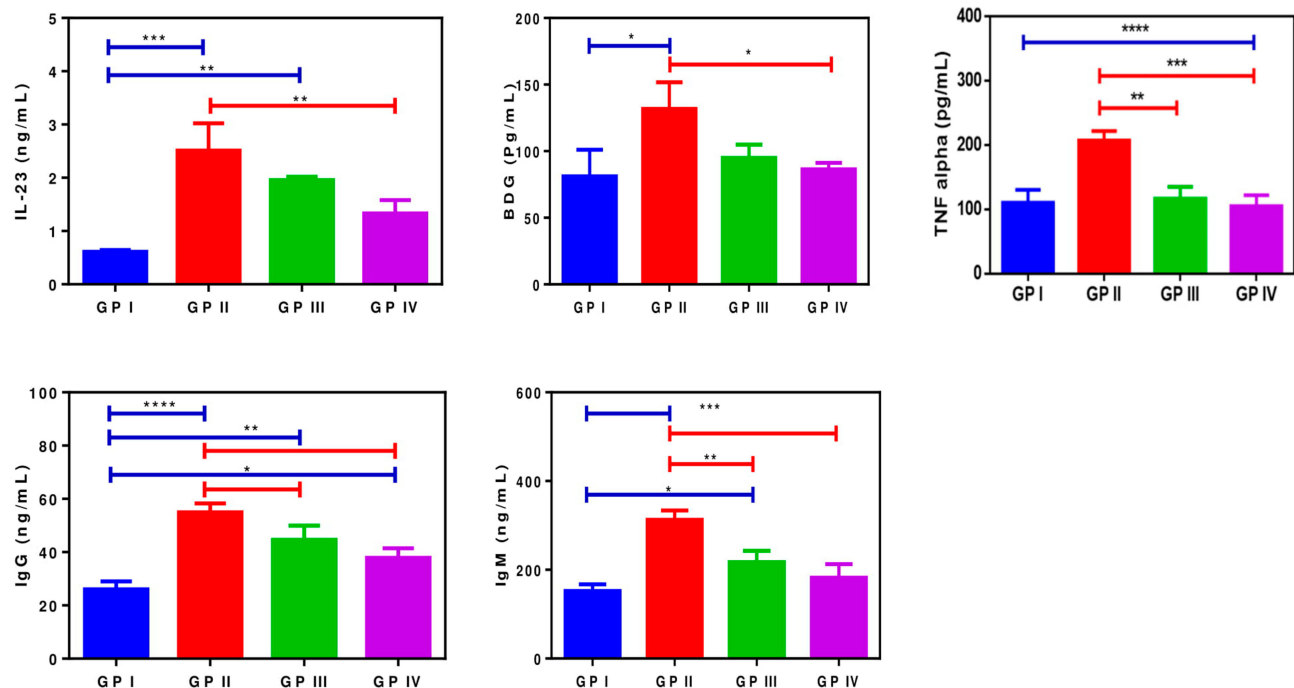 IL-23 (ng/mL)
5
4
3
2
1
0
***
**
**
GP I
GP II
GP III
GP IV
BDG (Pg/mL)
200
150
100
50
0
*
*
GP I
GP II
GP III
GP IV
TNF alpha (pg/mL)
400
300
200
100
0
****
***
**
GP I
GP II
GP III
GP IV
IgG (ng/mL)
100
80
60
40
20
0
****
**
*
GP I
GP II
GP III
GP IV
IgM (ng/mL)
600
400
200
0
***
**
*
GP I
GP II
GP III
GP IV